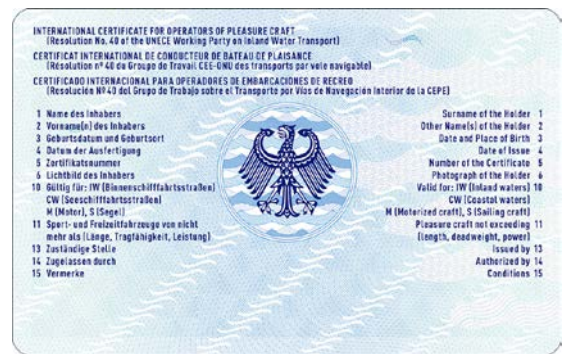 INTERNATIONAL CERTIFICATE FOR OPERATORS OF PLEASURE CRAFT
(Resolution No. 40 of the UNECE Working Party on Inland Water Transport)
CERTIFICAT INTERNATIONAL DE CONDUCTEUR DE BATEAU DE PLAISANCE
(Résolution nº 40 du Groupe de Travail CEE-ONU des transports par voie navigable)
CERTIFICADO INTERNACIONAL PARA OPERADORES DE EMBARCACIONES DE RECREO
(Resolución Nº 40 del Grupo de Trabajo sobre el Transporte por Vías de Navegación Interior de la CEPE)
1 Name des Inhabers
2 Vorname(n) des Inhabers
3 Geburtsdatum und Geburtsort
4 Datum der Ausfertigung
5 Zertifikatsnummer
6 Lichtbild des Inhabers
10 Gültig für: IW (Binnenschifffahrtsstraßen)
CW (Seeschifffahrtsstraßen)
M (Motor), S (Segel)
11 Sport- und Freizeitfahrzeuge von nicht
mehr als (Länge, Tragfähigkeit, Leistung)
13 Zuständige Stelle
14 Zugelassen durch
15 Vermerke
Surname of the Holder 1
Other Name(s) of the Holder 2
Date and Place of Birth 3
Date of Issue 4
Number of the Certificate 5
Photograph of the Holder 6
Valid for: IW (Inland waters) 10
CW (Coastal waters)
M (Motorized craft), S (Sailing craft)
Pleasure craft not exceeding 11
(length, deadweight, power)
Issued by 13
Authorized by 14
Conditions 15